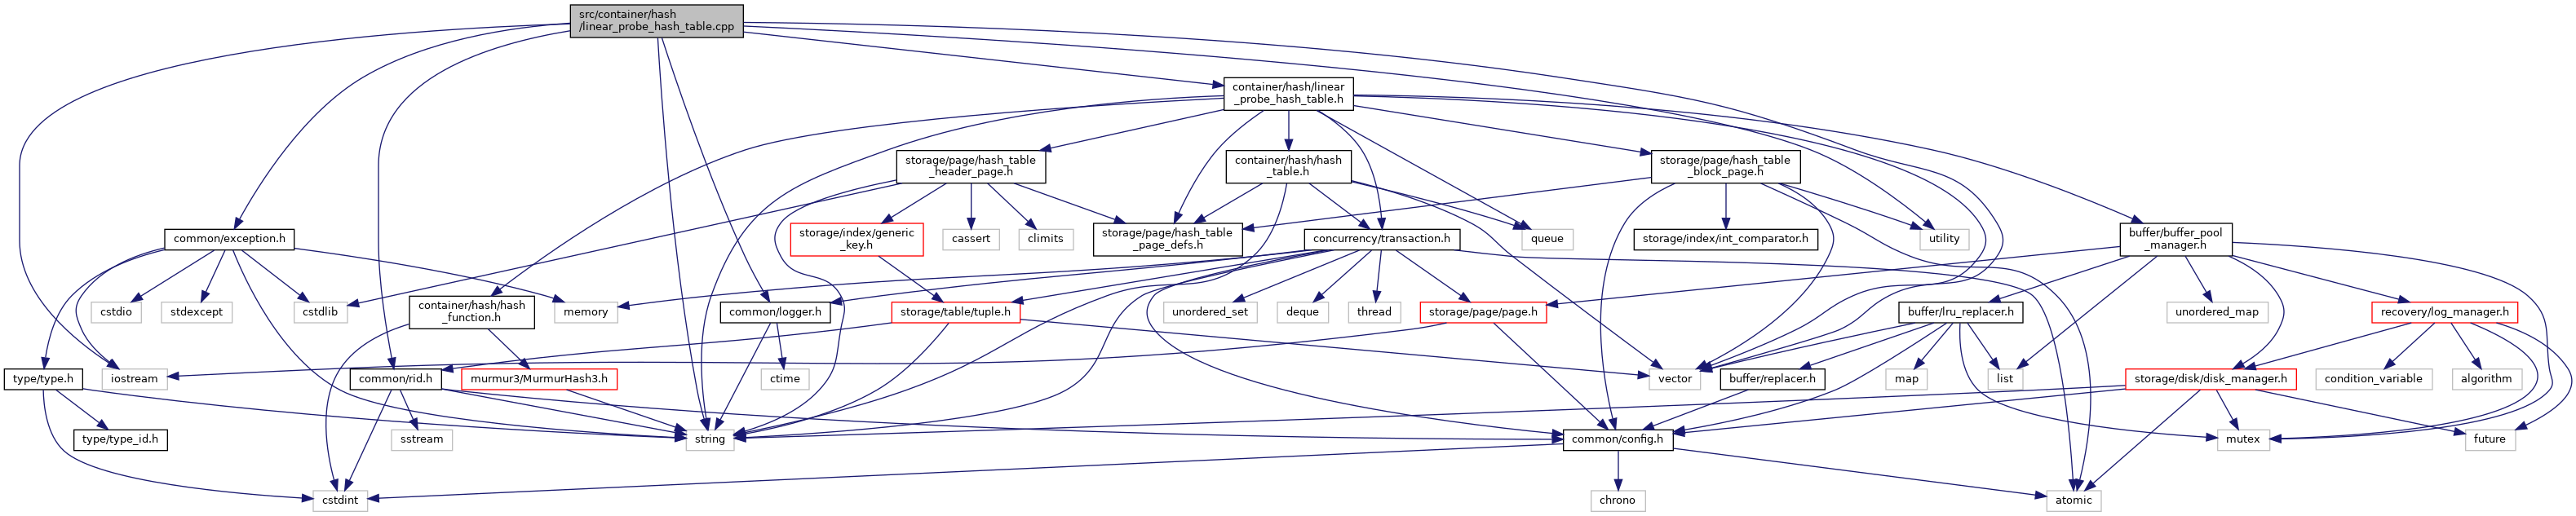 src/container/hash
/linear_probe_hash_table.cpp
container/hash/linear
_probe_hash_table.h
storage/page/hash_table
_header_page.h
container/hash/hash
_table.h
storage/page/hash_table
_block_page.h
common/exception.h
storage/index/generic
_key.h
cassert
climits
storage/page/hash_table
_page_defs.h
concurrency/transaction.h
queue
storage/index/int_comparator.h
utility
buffer/buffer_pool
_manager.h
cstdio
stdexcept
cstdlib
container/hash/hash
_function.h
memory
common/logger.h
storage/table/tuple.h
unordered_set
deque
thread
storage/page/page.h
buffer/lru_replacer.h
unordered_map
recovery/log_manager.h
type/type.h
iostream
common/rid.h
murmur3/MurmurHash3.h
ctime
vector
buffer/replacer.h
map
list
storage/disk/disk_manager.h
condition_variable
algorithm
type/type_id.h
sstream
string
common/config.h
mutex
future
cstdint
chrono
atomic